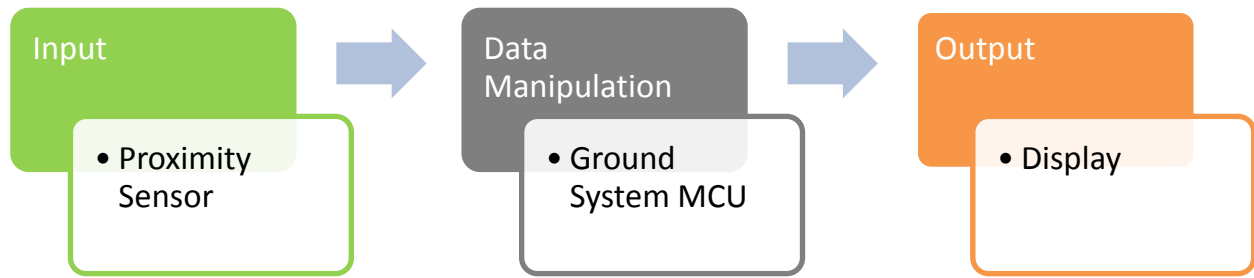 Input
• Proximity
Sensor
Data
Manipulation
• Ground
System MCU
Output
• Display